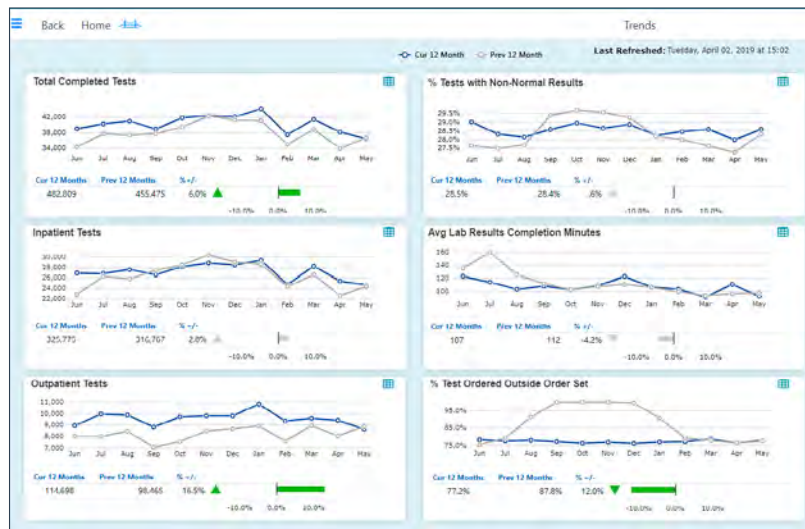 Back Home Trends
Cur 12 Month Prev 12 Month Last Refreshed: Tuesday, April 02, 2019 at 15:02
Total Completed Tests
42,000
38,000
34,000
Jun Jul Aug Sep Oct Nov Dec Jan Feb Mar Apr May
Cur 12 Months Prev 12 Months % +/-
482,809 455,475 6.0%
-10.0% 0.0% 10.0%
% Tests with Non-Normal Results
29.5%
29.0%
28.5%
28.0%
27.5%
Jun Jul Aug Sep Oct Nov Dec Jan Feb Mar Apr May
Cur 12 Months Prev 12 Months % +/-
28.5% 28.4% .6%
-10.0% 0.0% 10.0%
Inpatient Tests
30,000
28,000
26,000
24,000
22,000
Jun Jul Aug Sep Oct Nov Dec Jan Feb Mar Apr May
Cur 12 Months Prev 12 Months % +/-
325,775 316,767 2.8%
-10.0% 0.0% 10.0%
Avg Lab Results Completion Minutes
160
140
120
100
Jun Jul Aug Sep Oct Nov Dec Jan Feb Mar Apr May
Cur 12 Months Prev 12 Months % +/-
107 112 -4.2%
-10.0% 0.0% 10.0%
Outpatient Tests
11,000
10,000
9,000
8,000
7,000
Jun Jul Aug Sep Oct Nov Dec Jan Feb Mar Apr May
Cur 12 Months Prev 12 Months % +/-
114,698 98,465 16.5%
-10.0% 0.0% 10.0%
% Test Ordered Outside Order Set
95.0%
85.0%
75.0%
Jun Jul Aug Sep Oct Nov Dec Jan Feb Mar Apr May
Cur 12 Months Prev 12 Months % +/-
77.2% 87.8% 12.0%
-10.0% 0.0% 10.0%